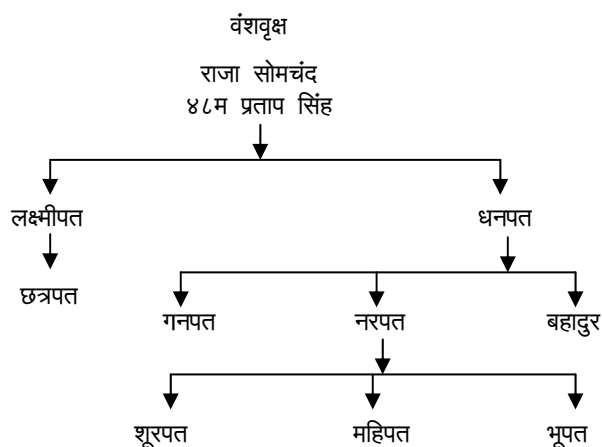 वंशवृक्ष
राजा सोमचंद
४८म प्रताप सिंह
लक्ष्मीपत धनपत
छत्रपत
गनपत नरपत बहादुर
शूरपत महिपत भूपत